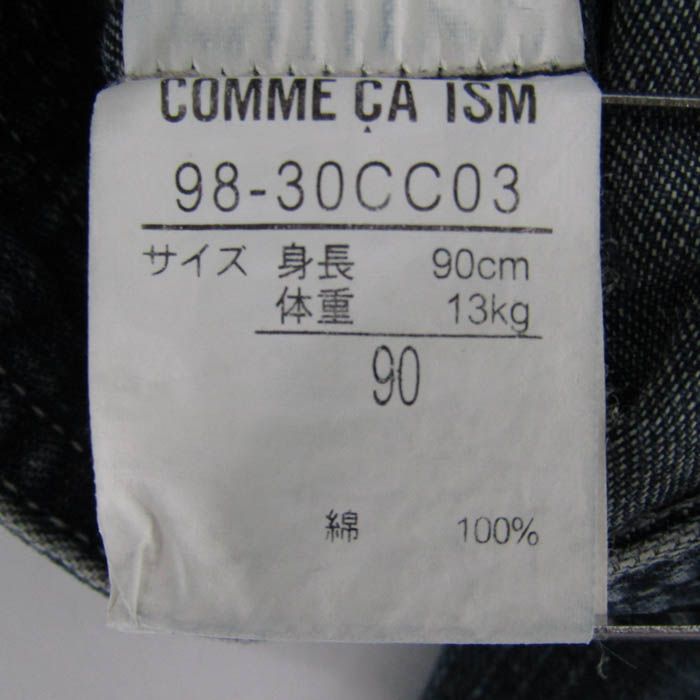 COMME ÇA ISM
98-30CC03
サイズ 身長 90cm
体重 13kg
90
綿 100%